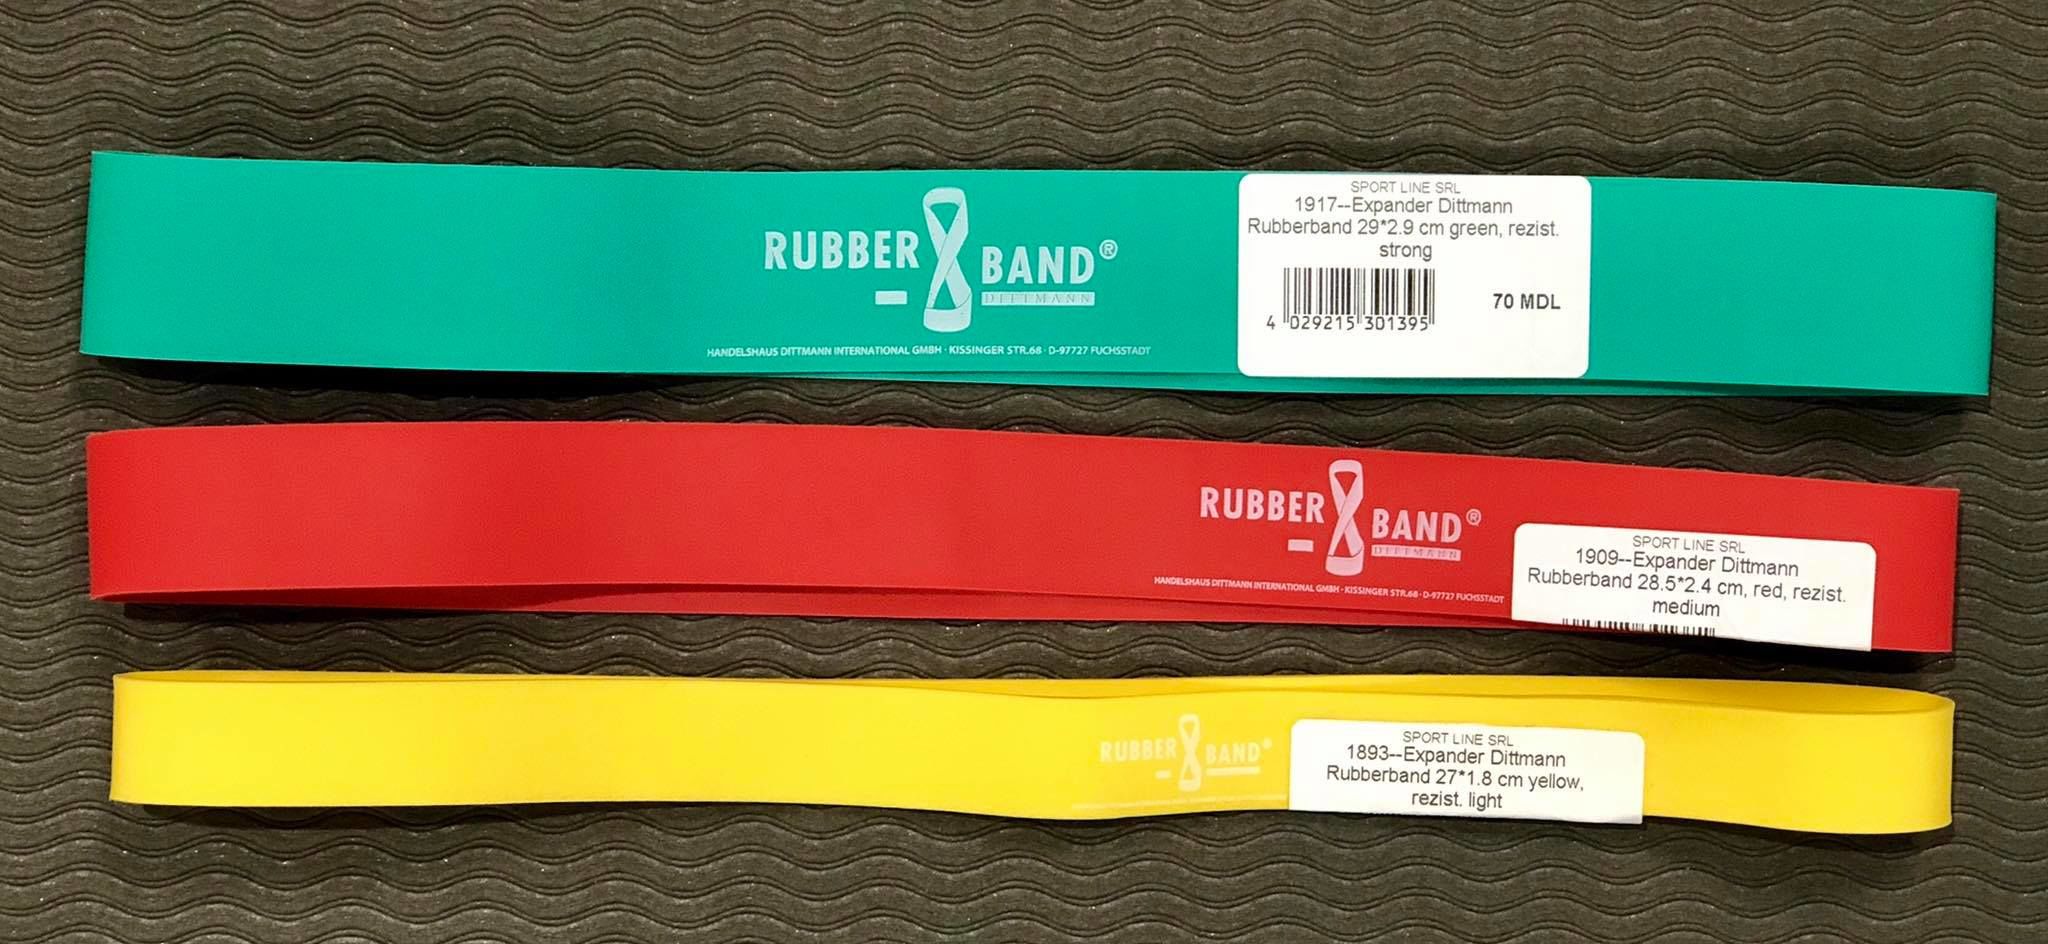 RUBBER BAND®
DITTMANN
HANDELSHAUS DITTMANN INTERNATIONAL GMBH · KISSINGER STR.68 · D-97727 FUCHSSTADT
SPORT LINE SRL
1917--Expander Dittmann
Rubberband 29*2.9 cm green, rezist.
strong
70 MDL
4 029215 301395
RUBBER BAND®
DITTMANN
HANDELSHAUS DITTMANN INTERNATIONAL GMBH · KISSINGER STR.68 · D-97727 FUCHSSTADT
SPORT LINE SRL
1909--Expander Dittmann
Rubberband 28.5*2.4 cm, red, rezist.
medium
RUBBER BAND®
SPORT LINE SRL
1893--Expander Dittmann
Rubberband 27*1.8 cm yellow,
rezist. light